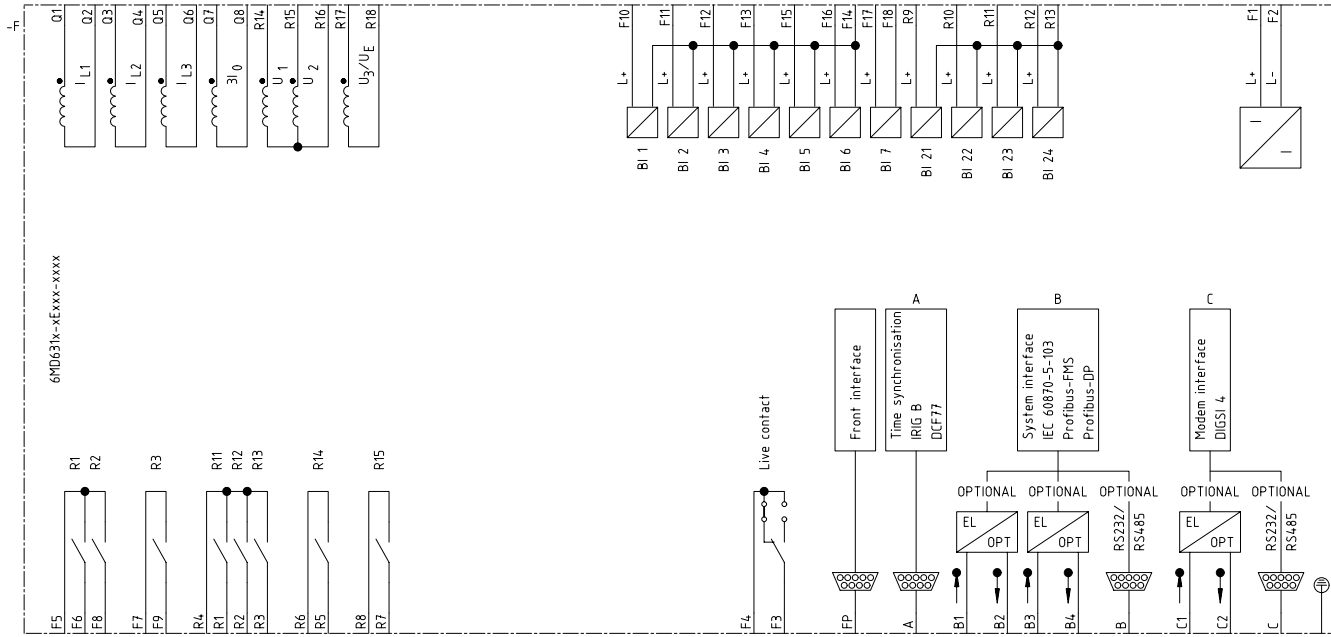 -F
Q1
Q2
Q3
Q4
Q5
Q6
Q7
Q8
R14
R15
R16
R17
R18
F10
F11
F12
F13
F15
F16
F14
F17
F18
R9
R10
R11
R12
R13
F1
F2
I L1
I L2
I L3
3I 0
U 1
U 2
U3/UE
L+
L+
L+
L+
L+
L+
L+
L+
L+
L+
L+
L+
L-
BI 1
BI 2
BI 3
BI 4
BI 5
BI 6
BI 7
BI 21
BI 22
BI 23
BI 24
6MD631x-xExxx-xxxx
A
B
C
Front interface
Time synchronisation
IRIG B
DCF77
System interface
IEC 60870-5-103
Profibus-FMS
Profibus-DP
Modem interface
DIGSI 4
R1
R2
R3
R11
R12
R13
R14
R15
Live contact
OPTIONAL
OPTIONAL
OPTIONAL
OPTIONAL
OPTIONAL
EL
OPT
EL
OPT
RS232/
RS485
EL
OPT
RS232/
RS485
F5
F6
F8
F7
F9
R4
R1
R2
R3
R6
R5
R8
R7
F4
F3
FP
A
B1
B2
B3
B4
B
C1
C2
C